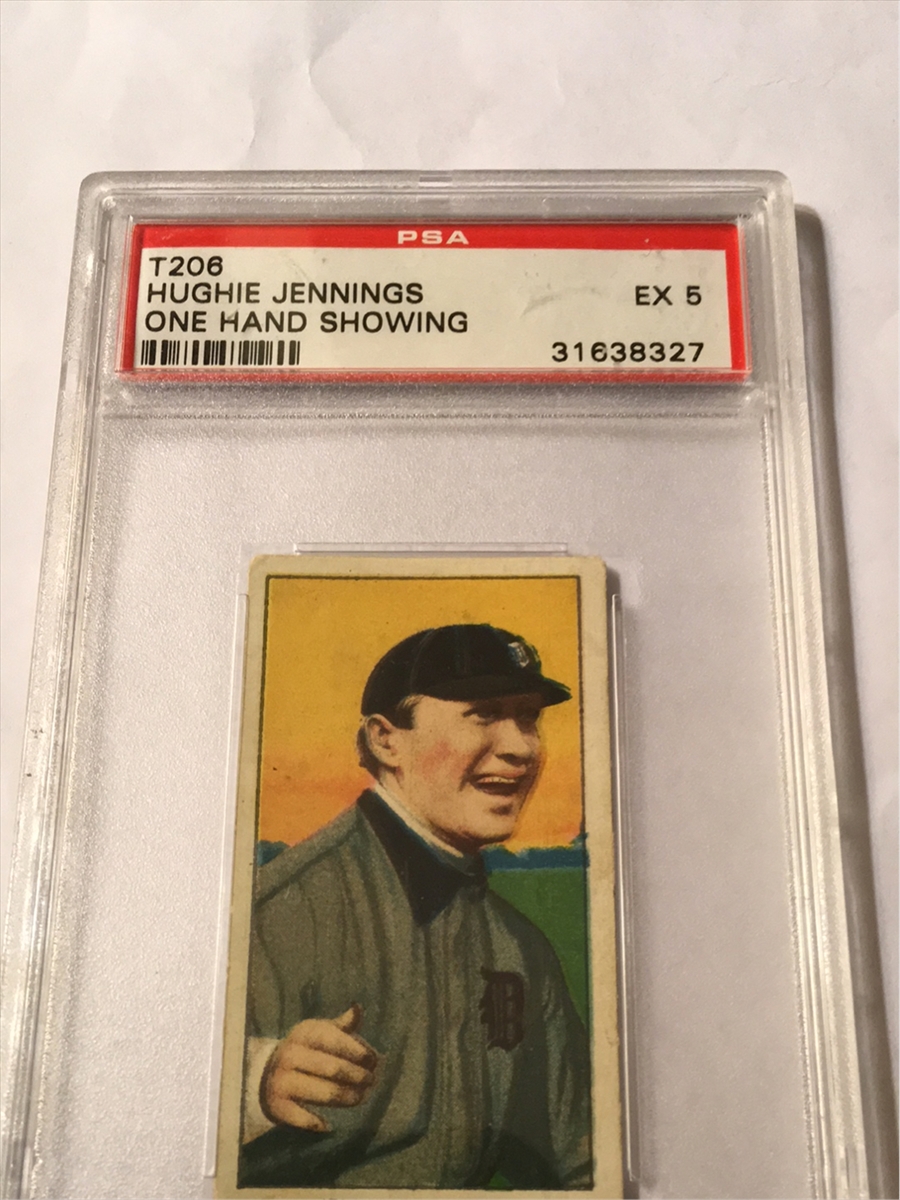 PSA
T206
HUGHIE JENNINGS
EX 5
ONE HAND SHOWING
31638327
D
D